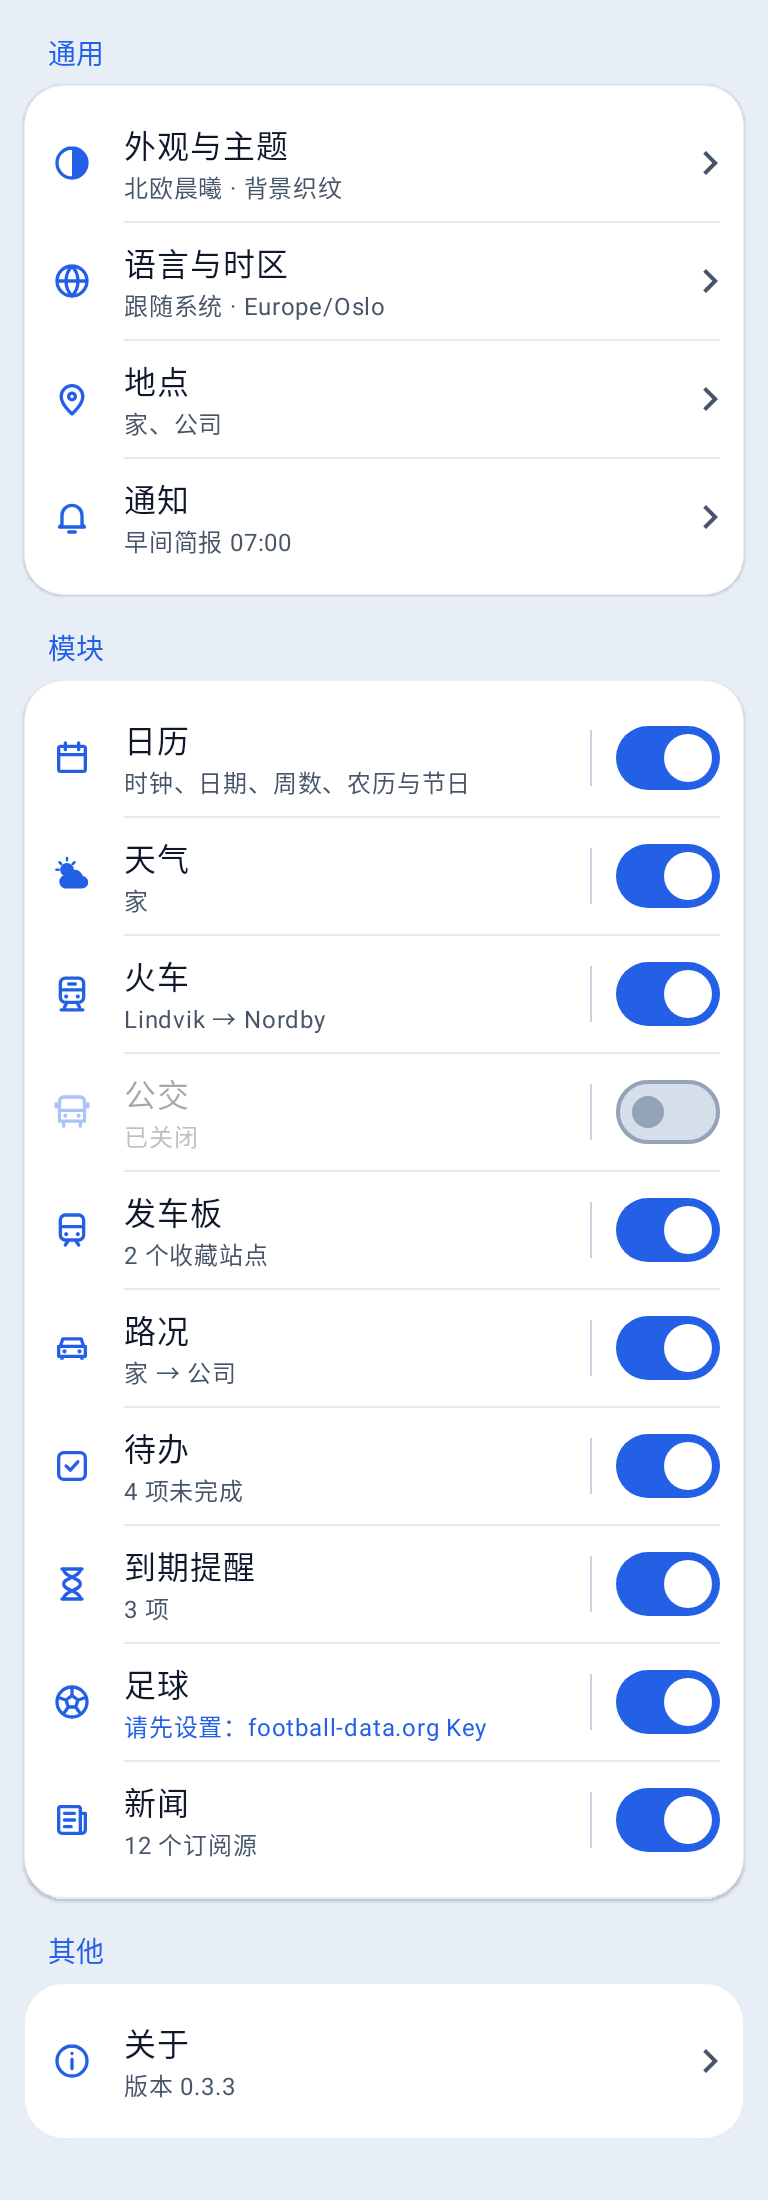 通用
外观与主题
北欧晨曦 · 背景织纹
语言与时区
跟随系统 · Europe/Oslo
地点
家、公司
通知
早间简报 07:00
模块
日历
时钟、日期、周数、农历与节日
天气
家
火车
Lindvik → Nordby
公交
已关闭
发车板
2 个收藏站点
路况
家 → 公司
待办
4 项未完成
到期提醒
3 项
足球
请先设置：football-data.org Key
新闻
12 个订阅源
其他
关于
版本 0.3.3